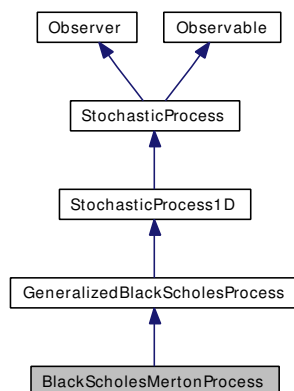 Observer Observable
StochasticProcess
StochasticProcess1D
GeneralizedBlackScholesProcess
BlackScholesMertonProcess